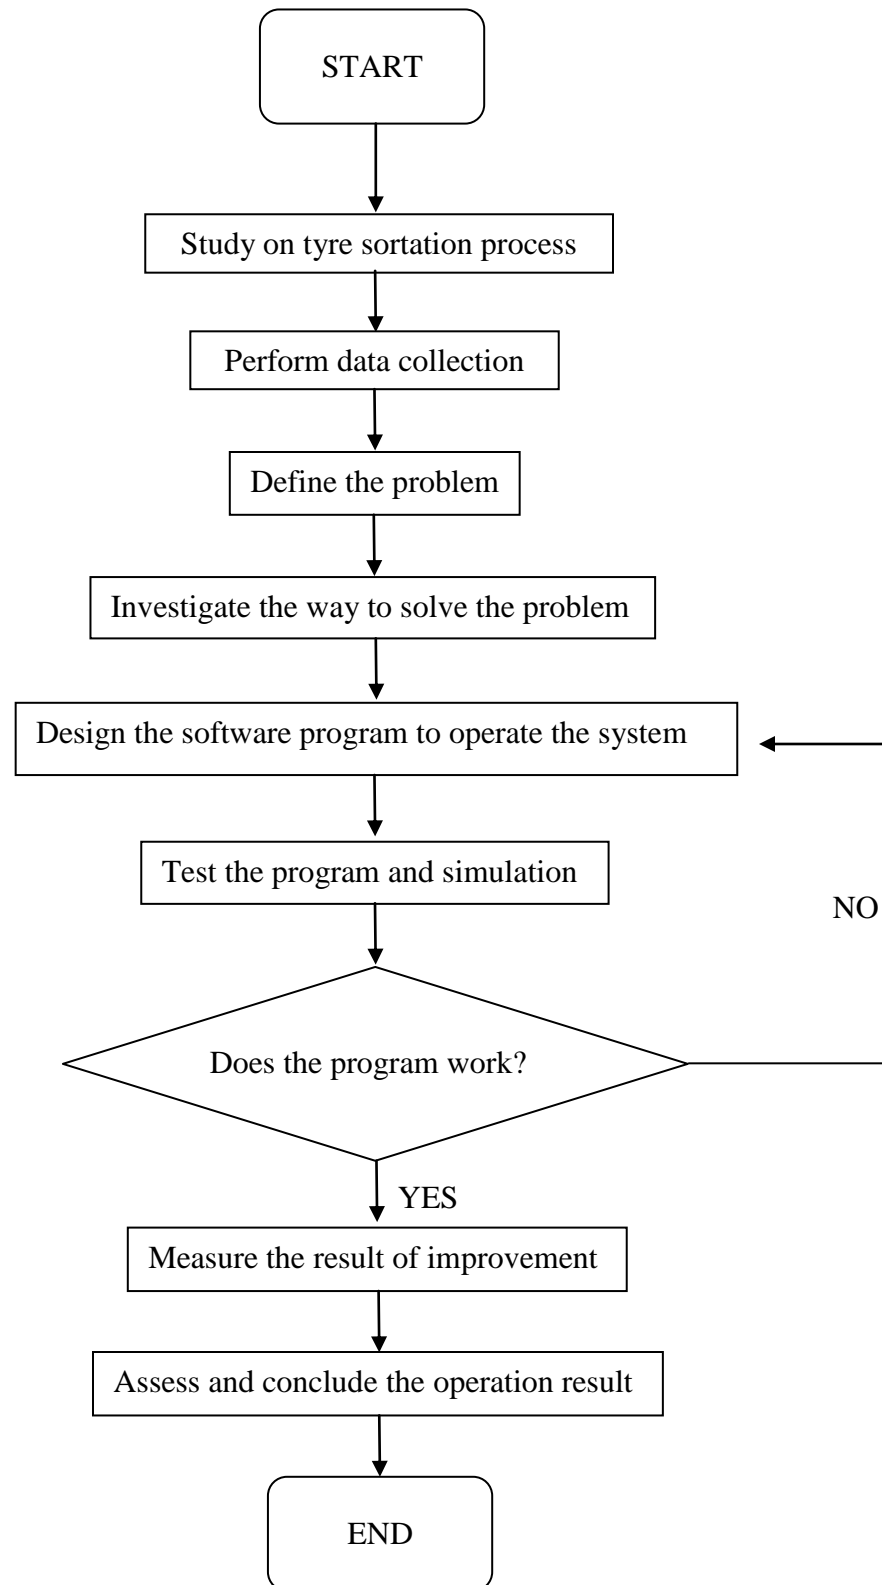 START
Study on tyre sortation process
Perform data collection
Define the problem
Investigate the way to solve the problem
Design the software program to operate the system
Test the program and simulation
NO
Does the program work?
YES
Measure the result of improvement
Assess and conclude the operation result
END